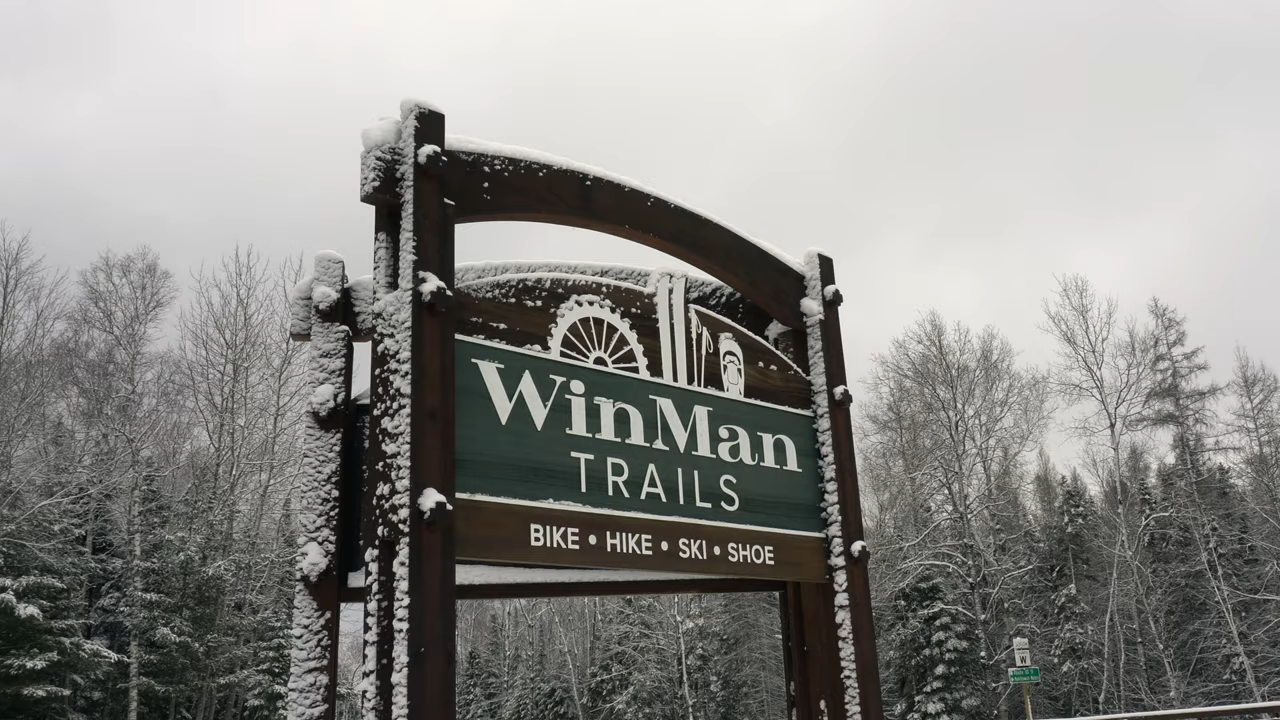 WinMan
TRAILS
BIKE • HIKE • SKI • SHOE
W